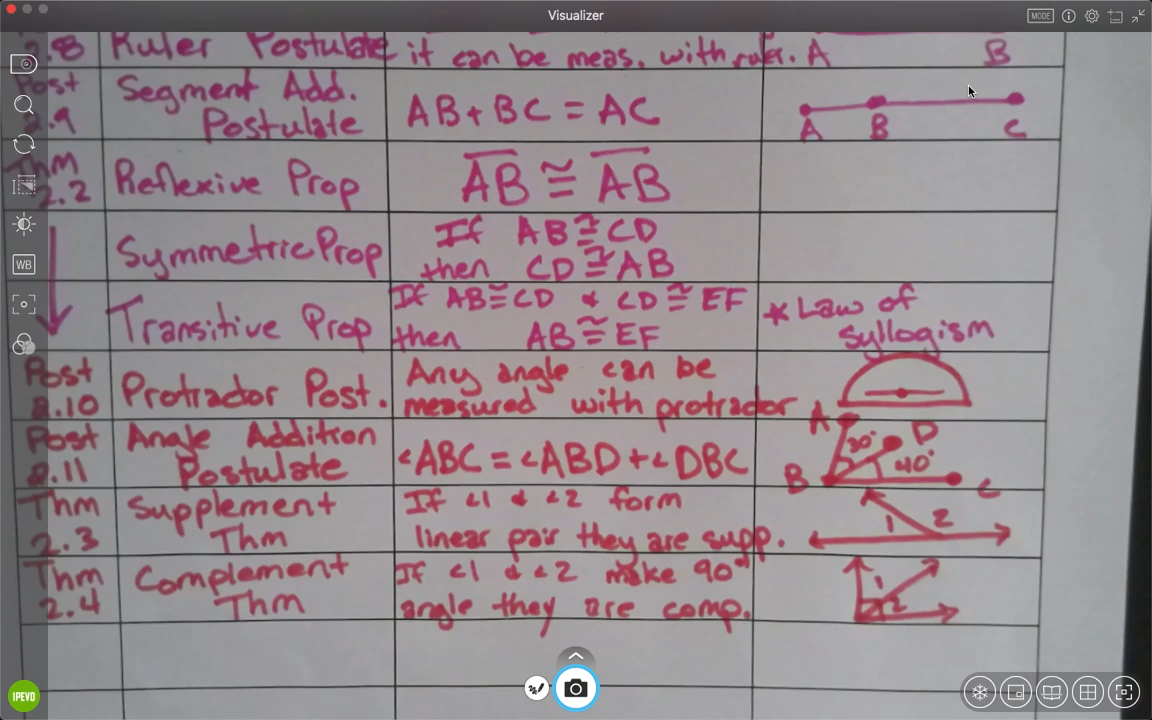 Visualizer
MODE
2.8 Ruler Postulate it can be meas. with ruler. A B
Post 2.9 Segment Add. Postulate AB + BC = AC A B C
Thm 2.2 Reflexive Prop AB ≅ AB
Symmetric Prop If AB ≅ CD
then CD ≅ AB
Transitive Prop If AB ≅ CD & CD ≅ EF
then AB ≅ EF
* Law of
Syllogism
Post 2.10 Protractor Post. Any angle can be
measured with protractor
Post 2.11 Angle Addition Postulate ∠ABC = ∠ABD + ∠DBC A D 30° 40° B C
Thm 2.3 Supplement Thm If ∠1 & ∠2 form
linear pair they are supp. 1 2
Thm 2.4 Complement Thm If ∠1 & ∠2 make 90°
angle they are comp. 1 2
WB
IPEVO